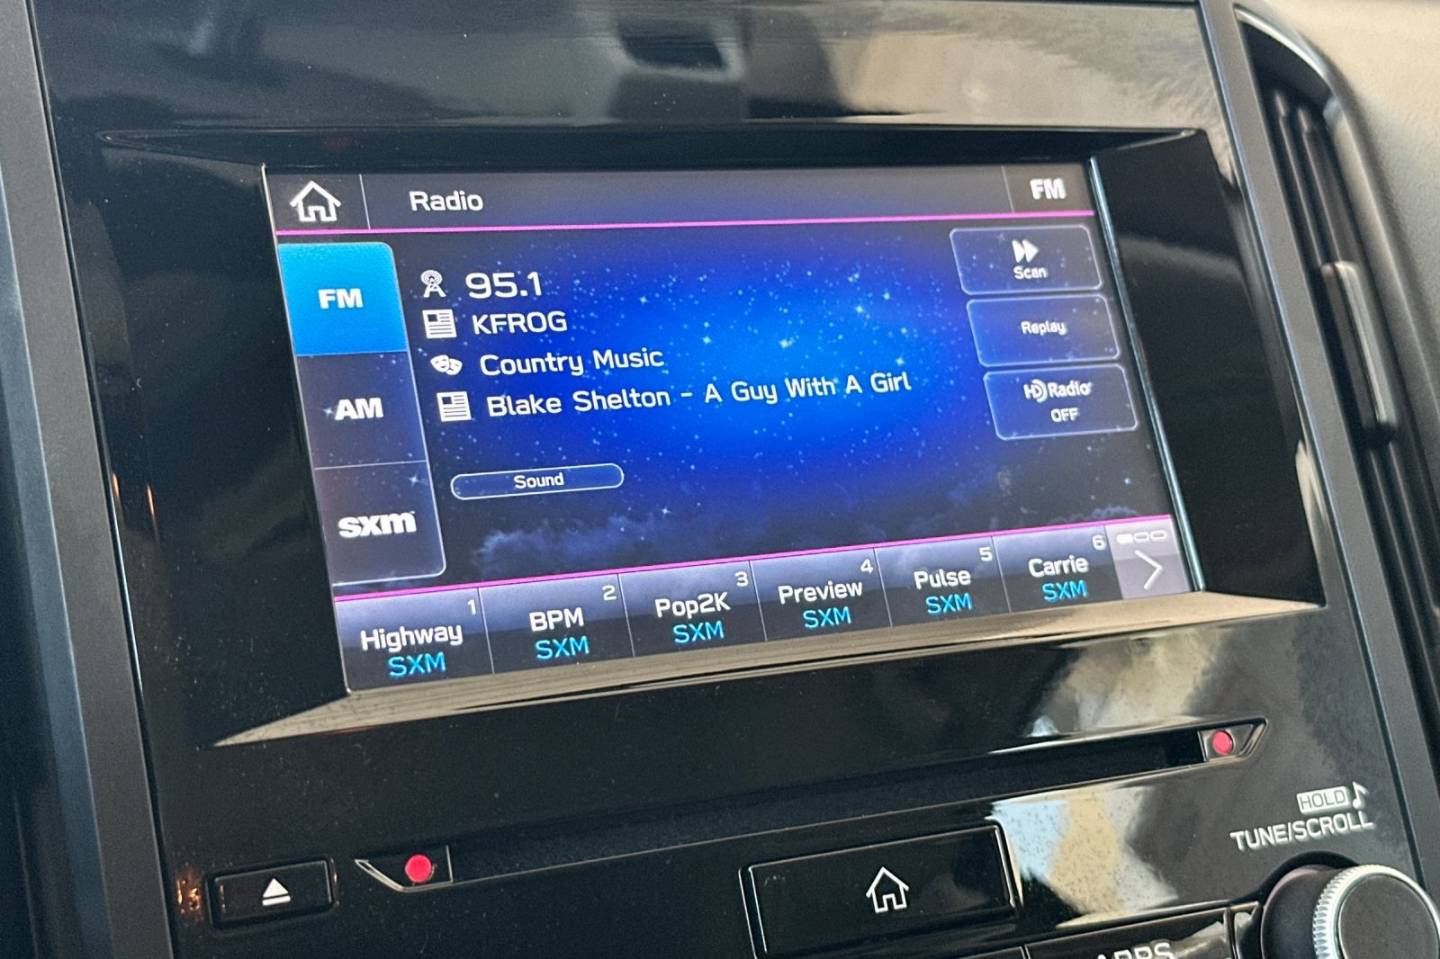 Radio
FM
FM
95.1
KFROG
Country Music
Blake Shelton - A Guy With A Girl
AM
sxm
Sound
Scan
Replay
HD Radio
OFF
1
Highway
SXM
2
BPM
SXM
3
Pop2K
SXM
4
Preview
SXM
5
Pulse
SXM
6
Carrie
SXM
HOLD
TUNE/SCROLL
APPS